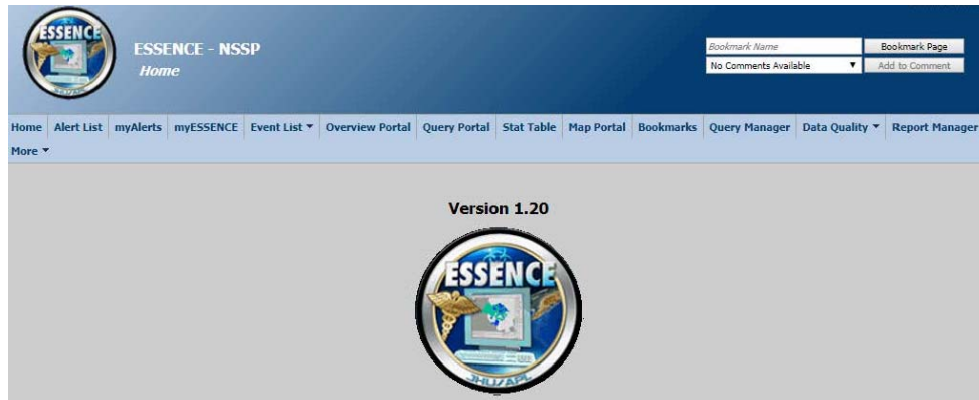 ESSENCE
JHU/APL
ESSENCE - NSSP
Home
Bookmark Name
Bookmark Page
No Comments Available
Add to Comment
Home Alert List myAlerts myESSENCE Event List Overview Portal Query Portal Stat Table Map Portal Bookmarks Query Manager Data Quality Report Manager
More
Version 1.20
ESSENCE
JHU/APL